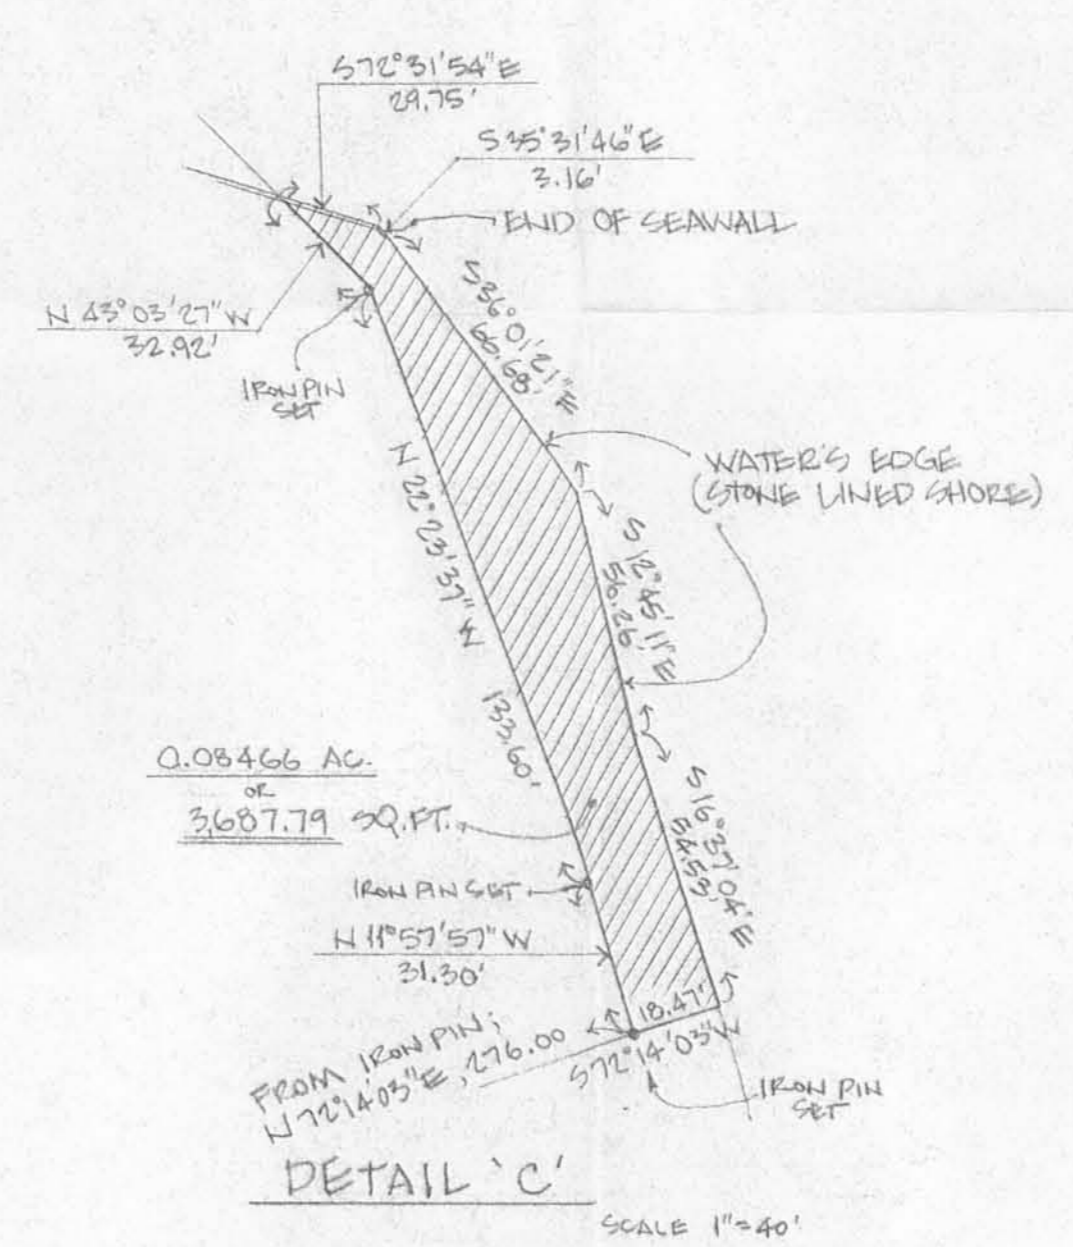 S72°31'54"E
29.75'
S35°31'46"E
3.16'
END OF SEAWALL
N 43°03'27" W
32.92'
IRON PIN
SET
S36°01'21"E
66.68'
WATER'S EDGE
(STONE LINED SHORE)
N 22°23'37" W
133.60'
S 12°45'11"E
56.26'
0.08466 AC.
OR
3,687.79 SQ.FT.
IRON PIN SET
S16°37'04"E
54.53'
N 11°57'57" W
31.30'
18.47'
S72°14'03"W
FROM IRON PIN;
N 72°14'03"E, 276.00
IRON PIN
SET
DETAIL 'C'
SCALE 1"=40'